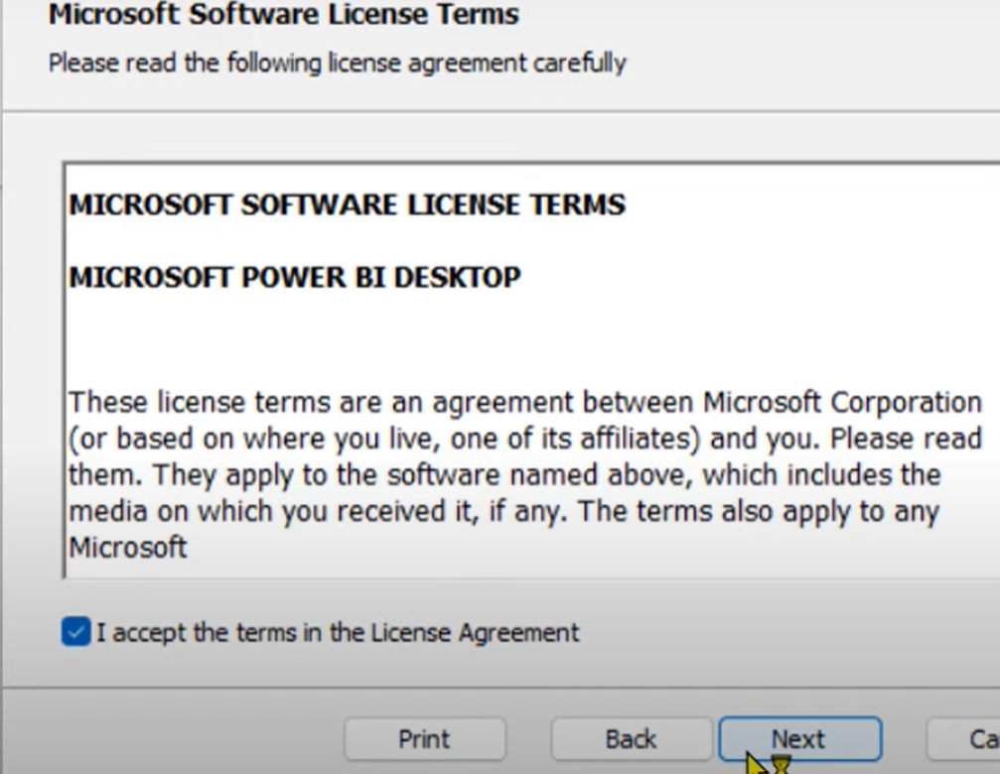 Microsoft Software License Terms
Please read the following license agreement carefully
MICROSOFT SOFTWARE LICENSE TERMS
MICROSOFT POWER BI DESKTOP
These license terms are an agreement between Microsoft Corporation
(or based on where you live, one of its affiliates) and you. Please read
them. They apply to the software named above, which includes the
media on which you received it, if any. The terms also apply to any
Microsoft
I accept the terms in the License Agreement
Print Back Next